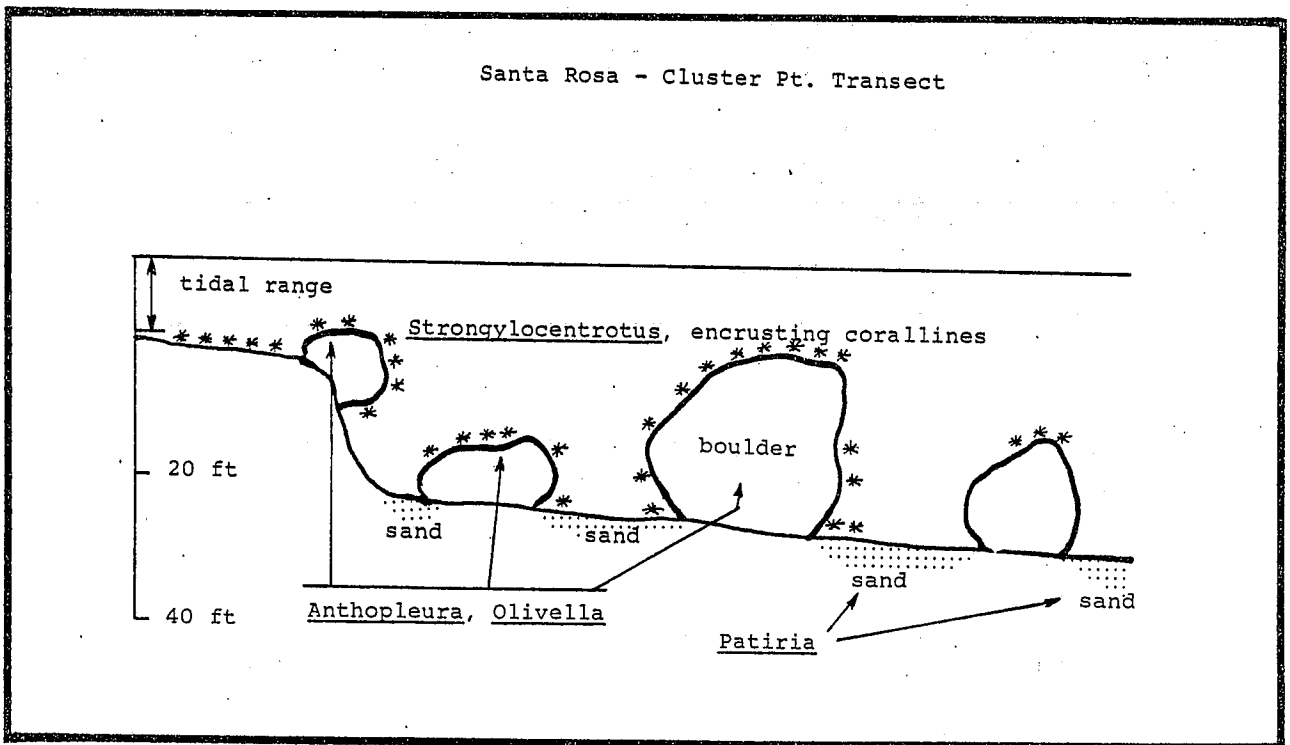 Santa Rosa - Cluster Pt. Transect
tidal range
Strongylocentrotus, encrusting corallines
boulder
20 ft
sand
sand
sand
sand
40 ft
Anthopleura, Olivella
Patiria